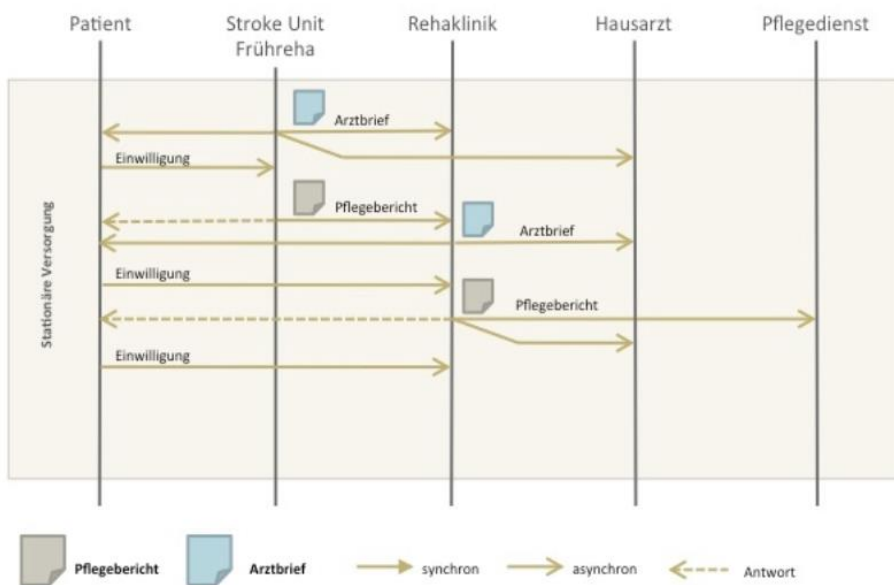 Patient
Stroke Unit
Frühreha
Rehaklinik
Hausarzt
Pflegedienst
Stationäre Versorgung
Arztbrief
Einwilligung
Pflegebericht
Arztbrief
Einwilligung
Pflegebericht
Einwilligung
Pflegebericht
Arztbrief
synchron
asynchron
Antwort